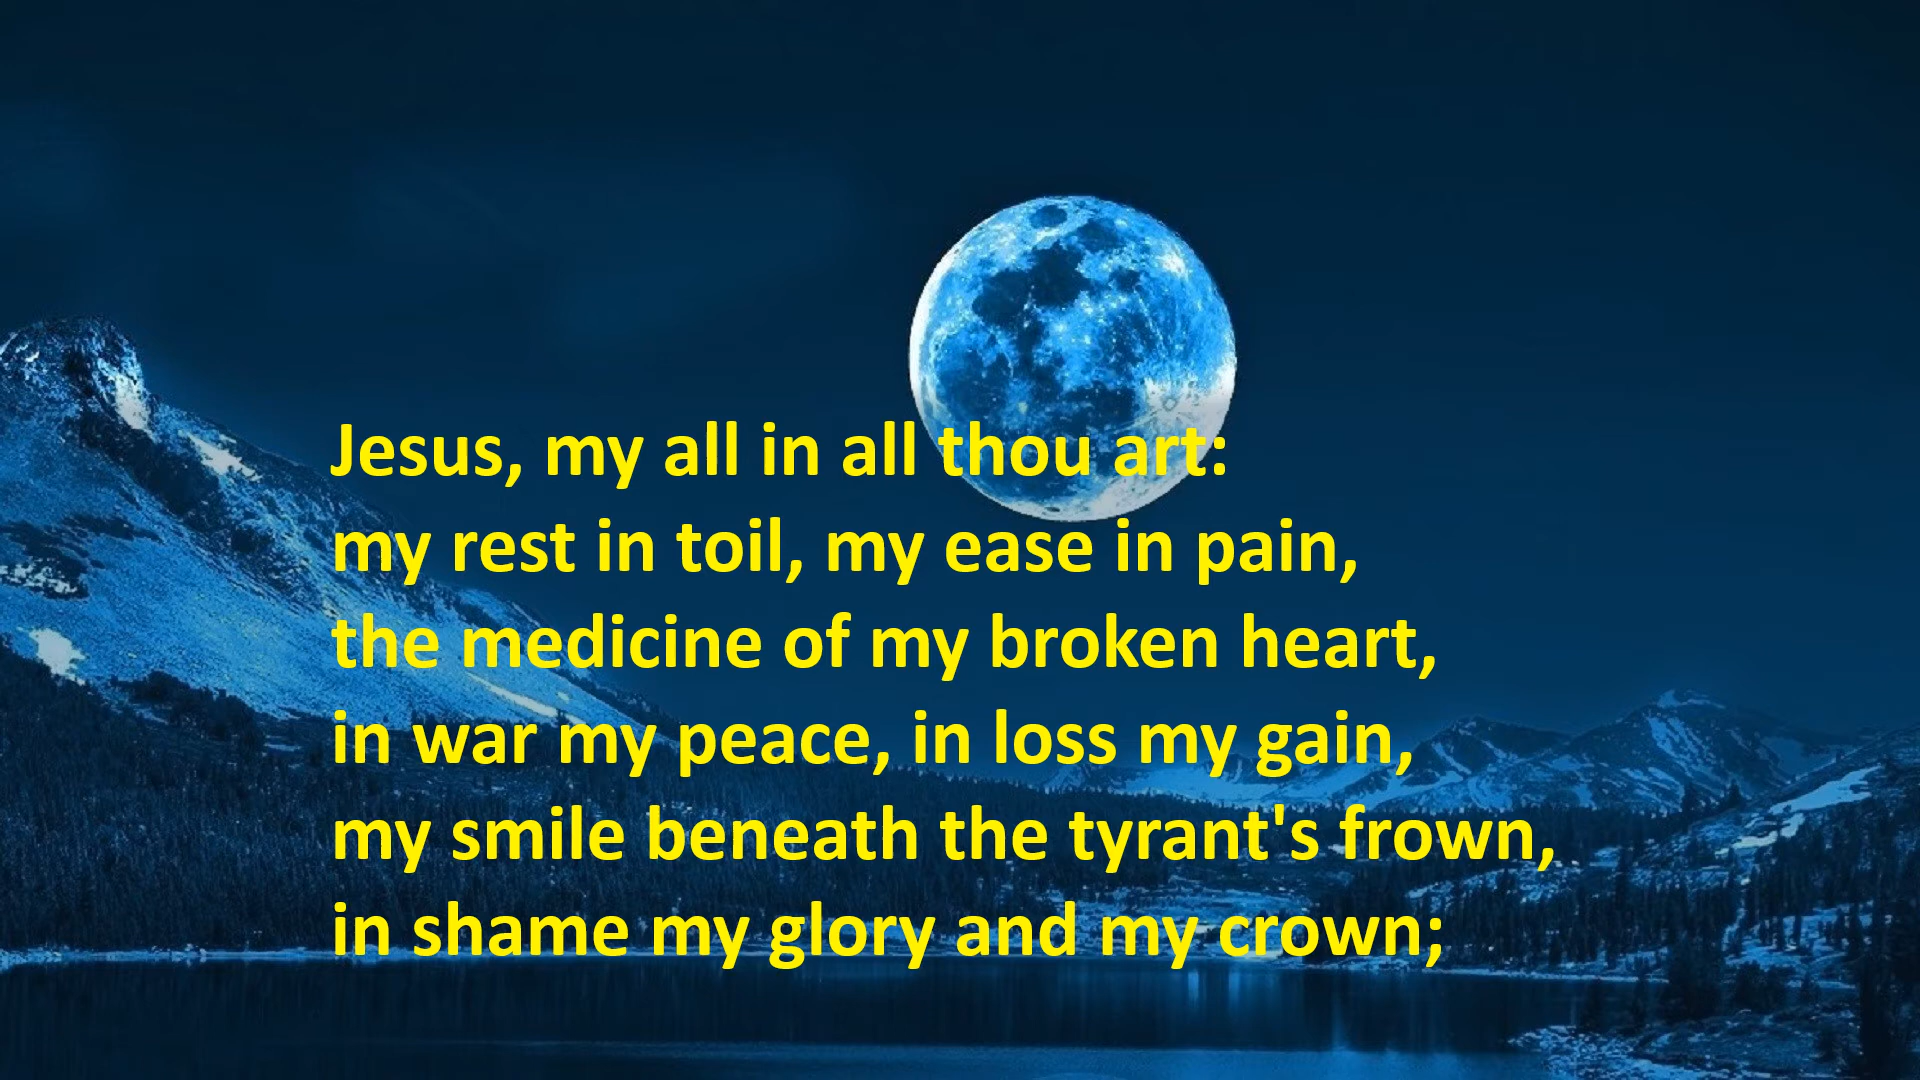 Jesus, my all in all thou art:
my rest in toil, my ease in pain,
the medicine of my broken heart,
in war my peace, in loss my gain,
my smile beneath the tyrant's frown,
in shame my glory and my crown;